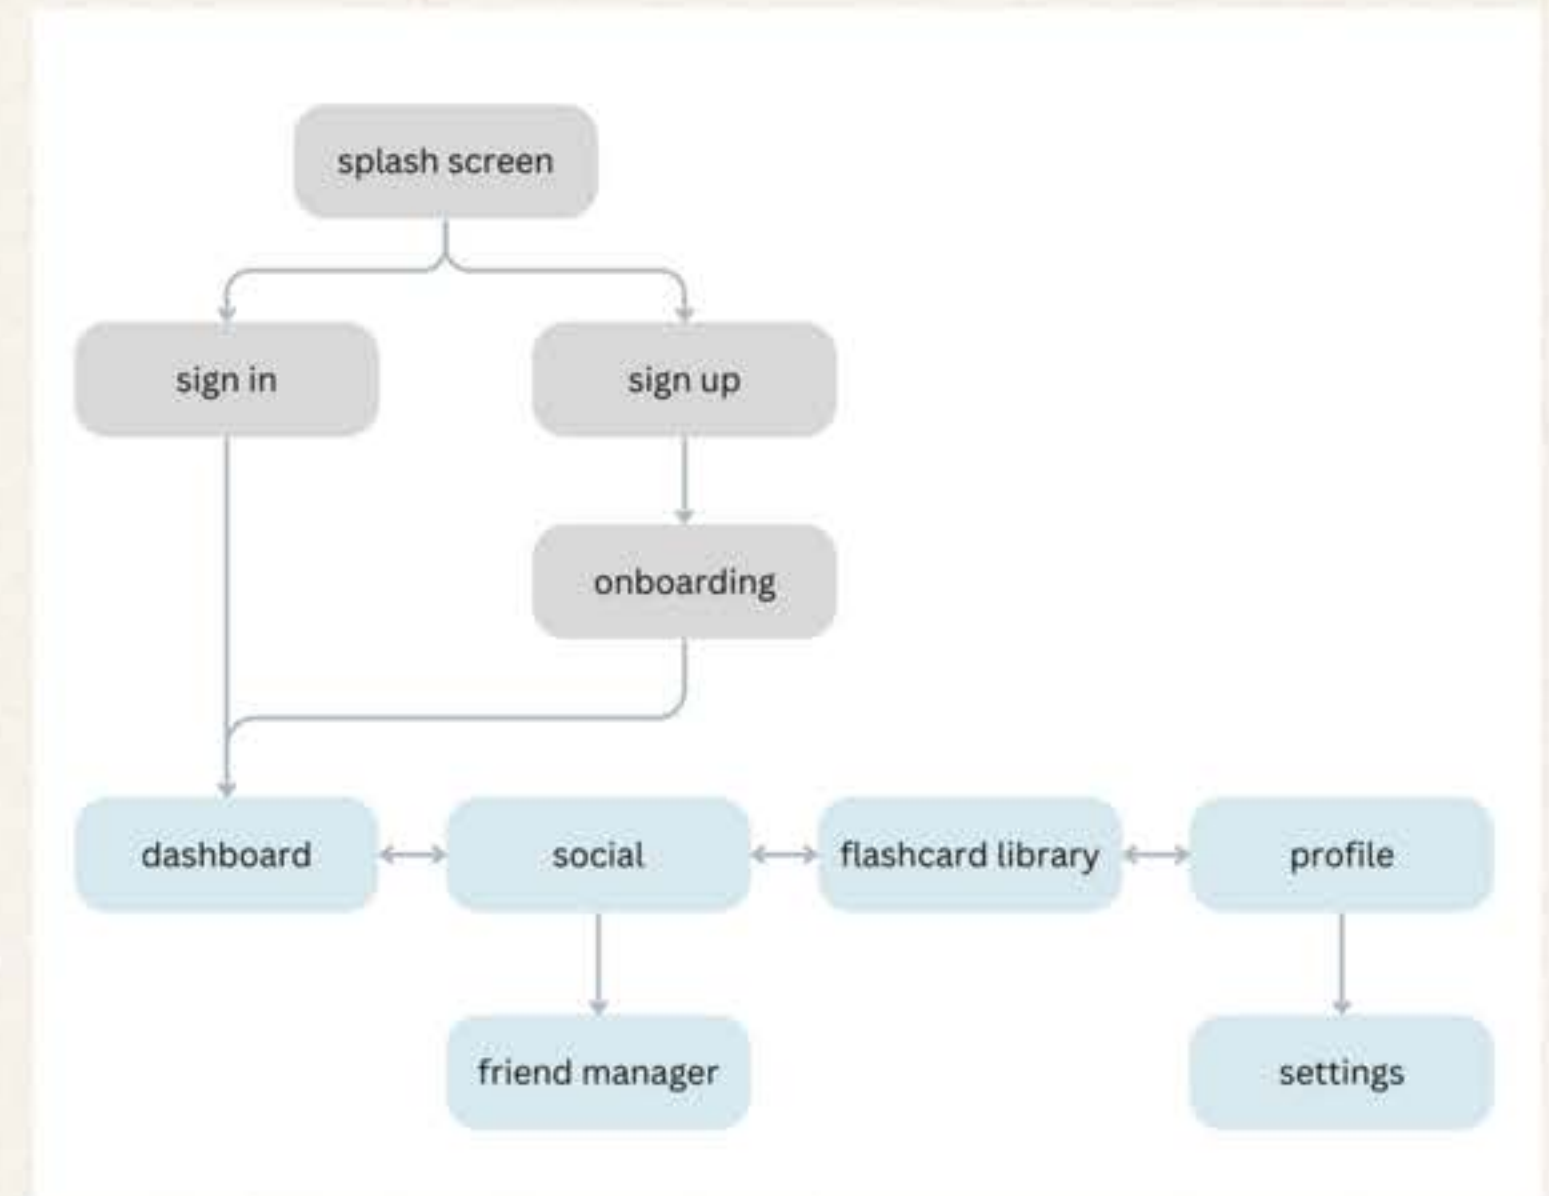 splash screen
sign in
sign up
onboarding
dashboard
social
flashcard library
profile
friend manager
settings